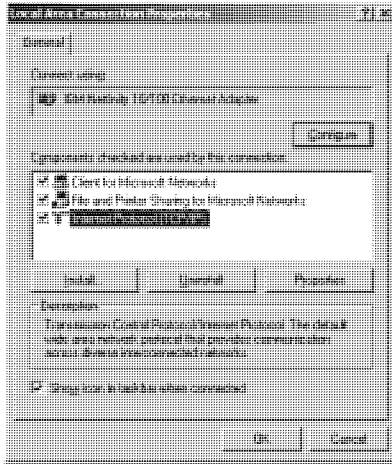 Local Area Connection Properties
General
Connect using:
IBM Netfinity 10/100 Ethernet Adapter
Configure
Components checked are used by this connection:
Client for Microsoft Networks
File and Printer Sharing for Microsoft Networks
Internet Protocol (TCP/IP)
Install...
Uninstall
Properties
Description
Transmission Control Protocol/Internet Protocol. The default
wide area network protocol that provides communication
across diverse interconnected networks.
Show icon in taskbar when connected
OK
Cancel